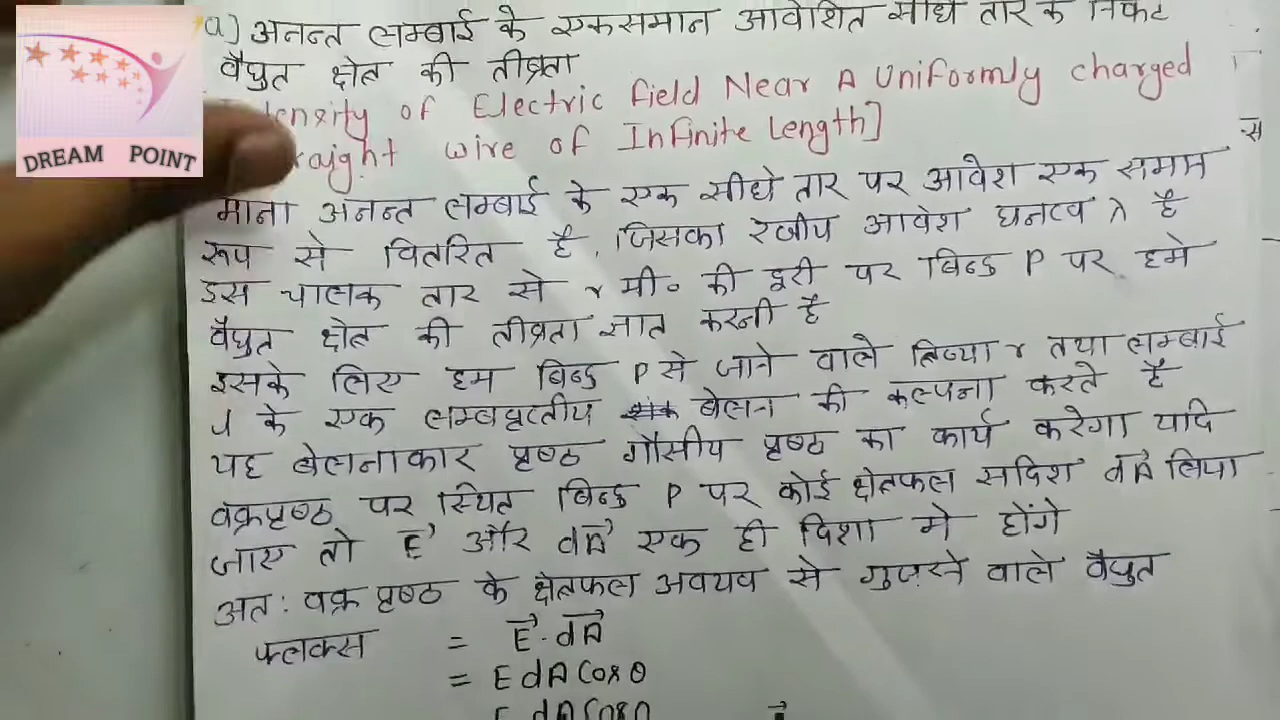 DREAM POINT
a) अनन्त लम्बाई के एकसमान आवेशित सीधे तार के निकट
वैद्युत क्षेत्र की तीव्रता
of Electric Field Near A Uniformly charged
wire of Infinite Length]
माना अनन्त लम्बाई के एक सीधे तार पर आवेश एक समान
रूप से वितरित है, जिसका रेखीय आवेश घनत्व λ है
इस चालक तार से r मी॰ की दूरी पर बिन्दु P पर हमे
वैद्युत क्षेत्र की तीव्रता ज्ञात करनी है
इसके लिए हम बिन्दु P से जाने वाले त्रिज्या r तथा लम्बाई
l के एक लम्बवृत्तीय बेलन की कल्पना करते है
यह बेलनाकार पृष्ठ गौसीय पृष्ठ का कार्य करेगा यदि
वक्रपृष्ठ पर स्थित बिन्दु P पर कोई क्षेत्रफल सदिश dA⃗ लिया
जाए तो E⃗ और dA⃗ एक ही दिशा मे होंगे
अत: वक्र पृष्ठ के क्षेत्रफल अवयव से गुजरने वाले वैद्युत
फ्लक्स = E⃗.dA⃗
= E dA Cos θ
स